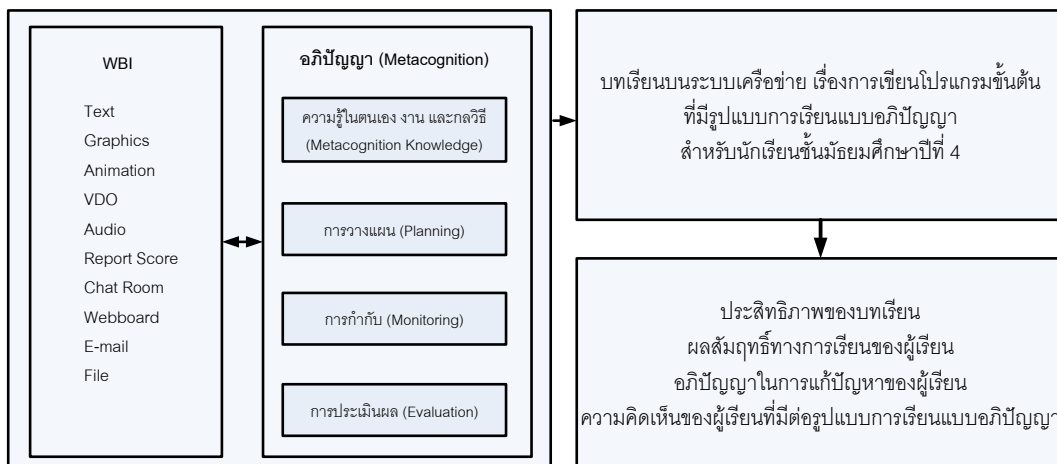 WBI
Text
Graphics
Animation
VDO
Audio
Report Score
Chat Room
Webboard
E-mail
File
อภิปัญญา (Metacognition)
ความรู้ในตนเอง งาน และกลวิธี
(Metacognition Knowledge)
การวางแผน (Planning)
การกำกับ (Monitoring)
การประเมินผล (Evaluation)
บทเรียนบนระบบเครือข่าย เรื่องการเขียนโปรแกรมขั้นต้น
ที่มีรูปแบบการเรียนแบบอภิปัญญา
สำหรับนักเรียนชั้นมัธยมศึกษาปีที่ 4
ประสิทธิภาพของบทเรียน
ผลสัมฤทธิ์ทางการเรียนของผู้เรียน
อภิปัญญาในการแก้ปัญหาของผู้เรียน
ความคิดเห็นของผู้เรียนที่มีต่อรูปแบบการเรียนแบบอภิปัญญา